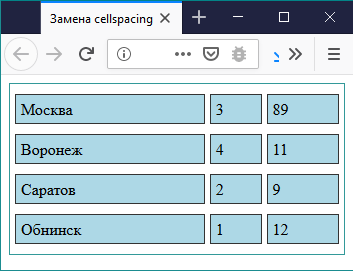 Замена cellspacing
Москва 3 89
Воронеж 4 11
Саратов 2 9
Обнинск 1 12